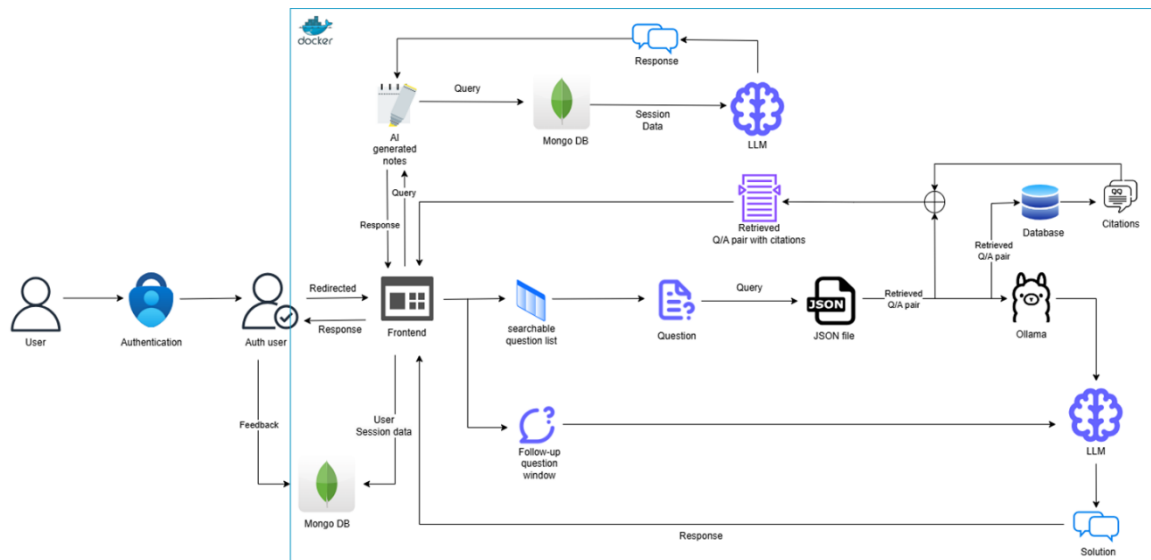 docker
Response
Query
Session
Data
Mongo DB
LLM
AI
generated
notes
Query
Response
Retrieved
Q/A pair with citations
Database
Citations
Retrieved
Q/A pair
User
Authentication
Auth user
Redirected
Response
Frontend
searchable
question list
Question
Query
JSON
JSON file
Retrieved
Q/A pair
Ollama
Feedback
User
Session data
Follow-up
question
window
LLM
Mongo DB
Response
Solution